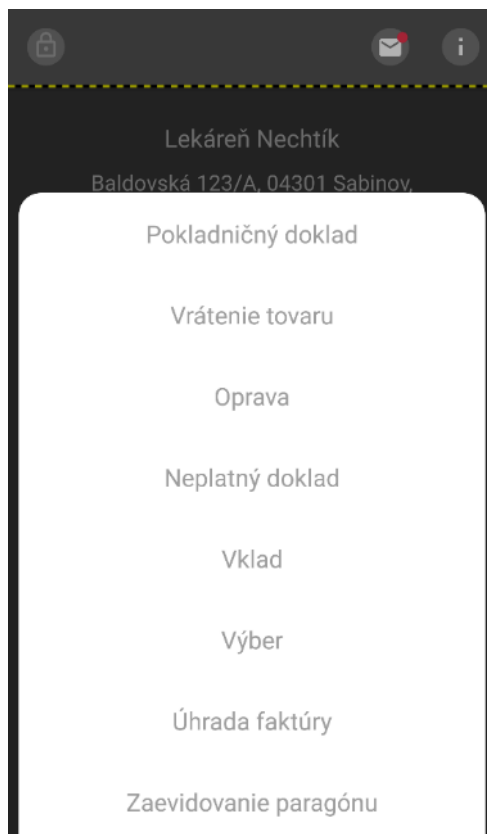 Lekáreň Nechtík
Baldovská 123/A, 04301 Sabinov,
Pokladničný doklad
Vrátenie tovaru
Oprava
Neplatný doklad
Vklad
Výber
Úhrada faktúry
Zaevidovanie paragónu